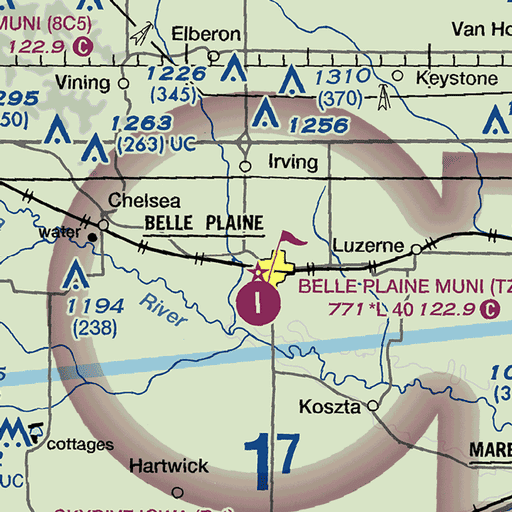 MUNI (8C5)
122.9 C
Elberon
Van Ho
Vining
1226
(345)
1310
(370)
Keystone
295
50)
1263
(263) UC
1256
Irving
Chelsea
BELLE PLAINE
water
Luzerne
BELLE PLAINE MUNI (TZ
771 *L 40 122.9 C
1194
(238)
River
10
(3
Koszta
cottages
UC
17
MARE
Hartwick